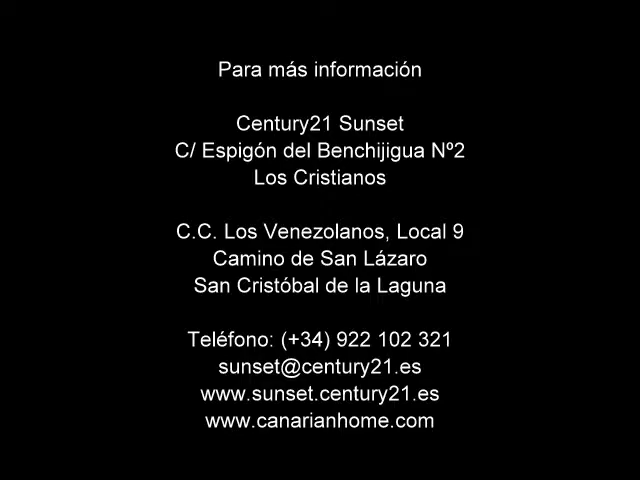 Para más información
Century21 Sunset
C/ Espigón del Benchijigua Nº2
Los Cristianos
C.C. Los Venezolanos, Local 9
Camino de San Lázaro
San Cristóbal de la Laguna
Teléfono: (+34) 922 102 321
sunset@century21.es
www.sunset.century21.es
www.canarianhome.com